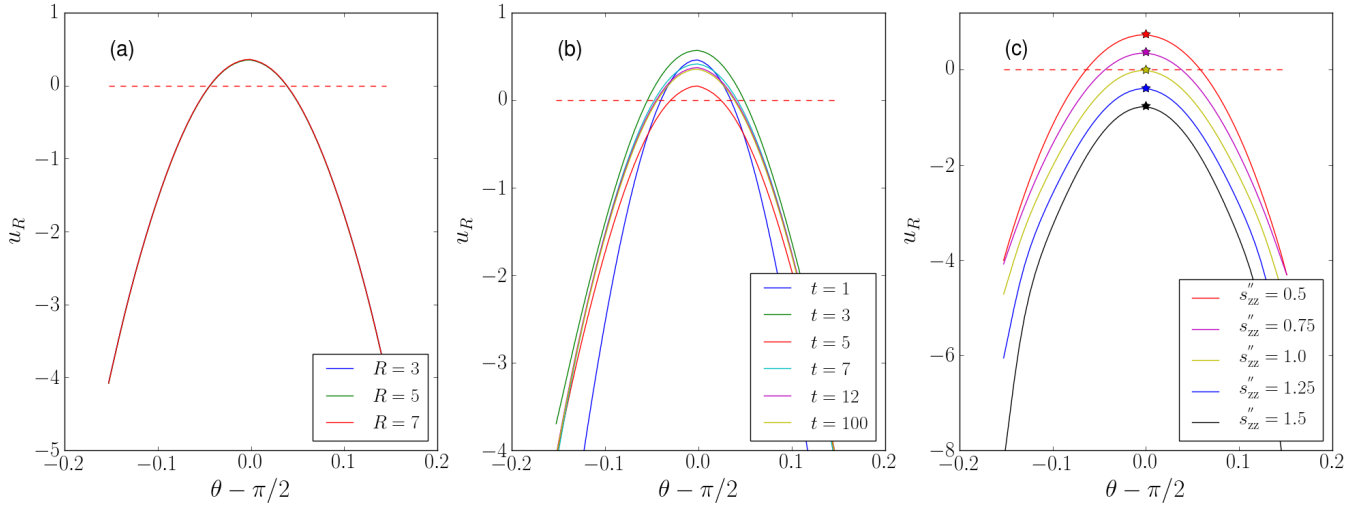 (a)
1
0
−1
−2
−3
−4
−5
u_R
−0.2
−0.1
0.0
0.1
0.2
θ − π/2
R = 3
R = 5
R = 7
(b)
1
0
−1
−2
−3
−4
u_R
−0.2
−0.1
0.0
0.1
0.2
θ − π/2
t = 1
t = 3
t = 5
t = 7
t = 12
t = 100
(c)
0
−2
−4
−6
−8
u_R
−0.2
−0.1
0.0
0.1
0.2
θ − π/2
s''_zz = 0.5
s''_zz = 0.75
s''_zz = 1.0
s''_zz = 1.25
s''_zz = 1.5